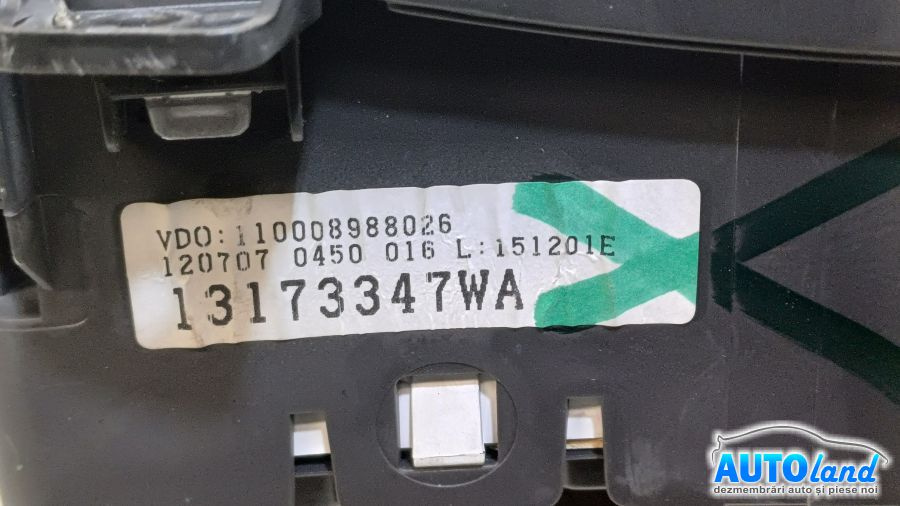 VDO:110008988026
120707 0450 016 L:151201E
13173347WA
AUTOland
dezmembrări auto și piese noi